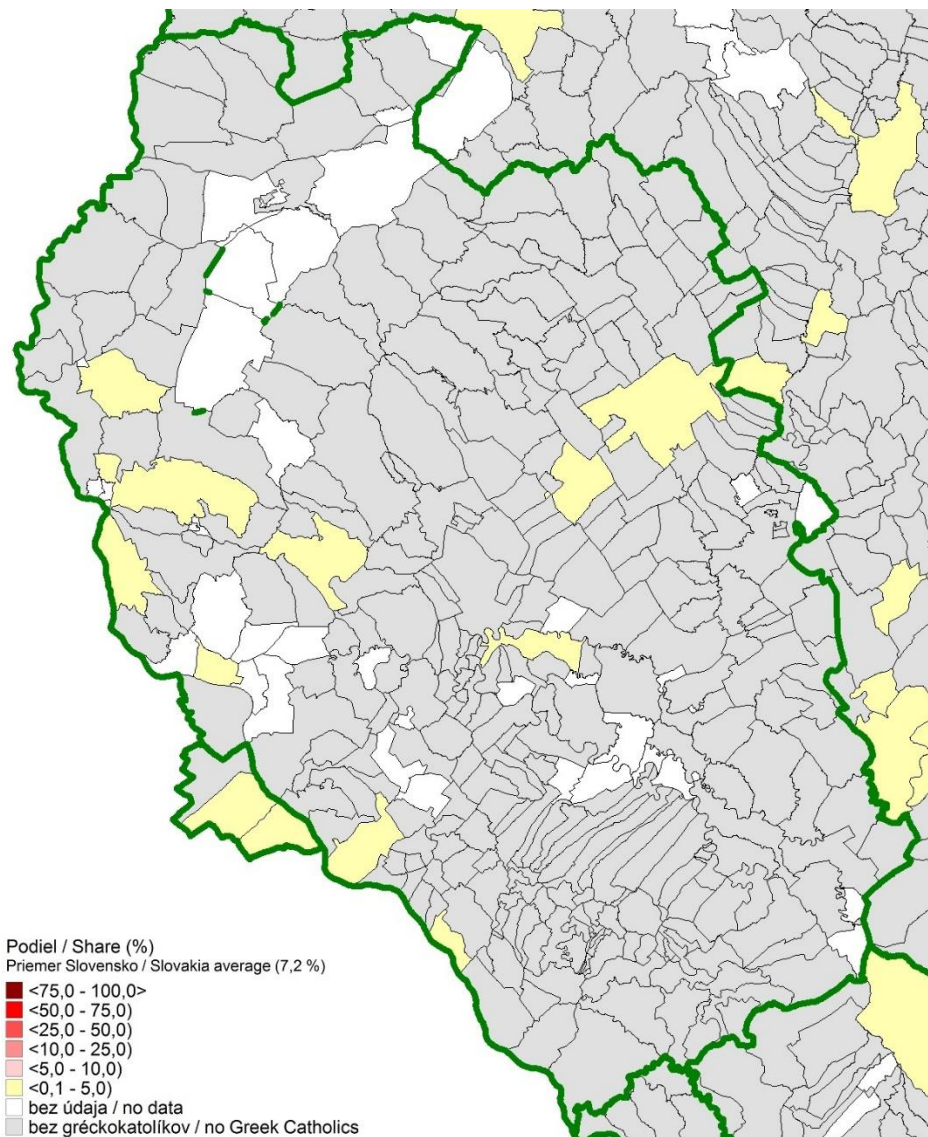 Podiel / Share (%)
Priemer Slovensko / Slovakia average (7,2 %)
<75,0 - 100,0>
<50,0 - 75,0)
<25,0 - 50,0)
<10,0 - 25,0)
<5,0 - 10,0)
<0,1 - 5,0)
bez údaja / no data
bez gréckokatolíkov / no Greek Catholics